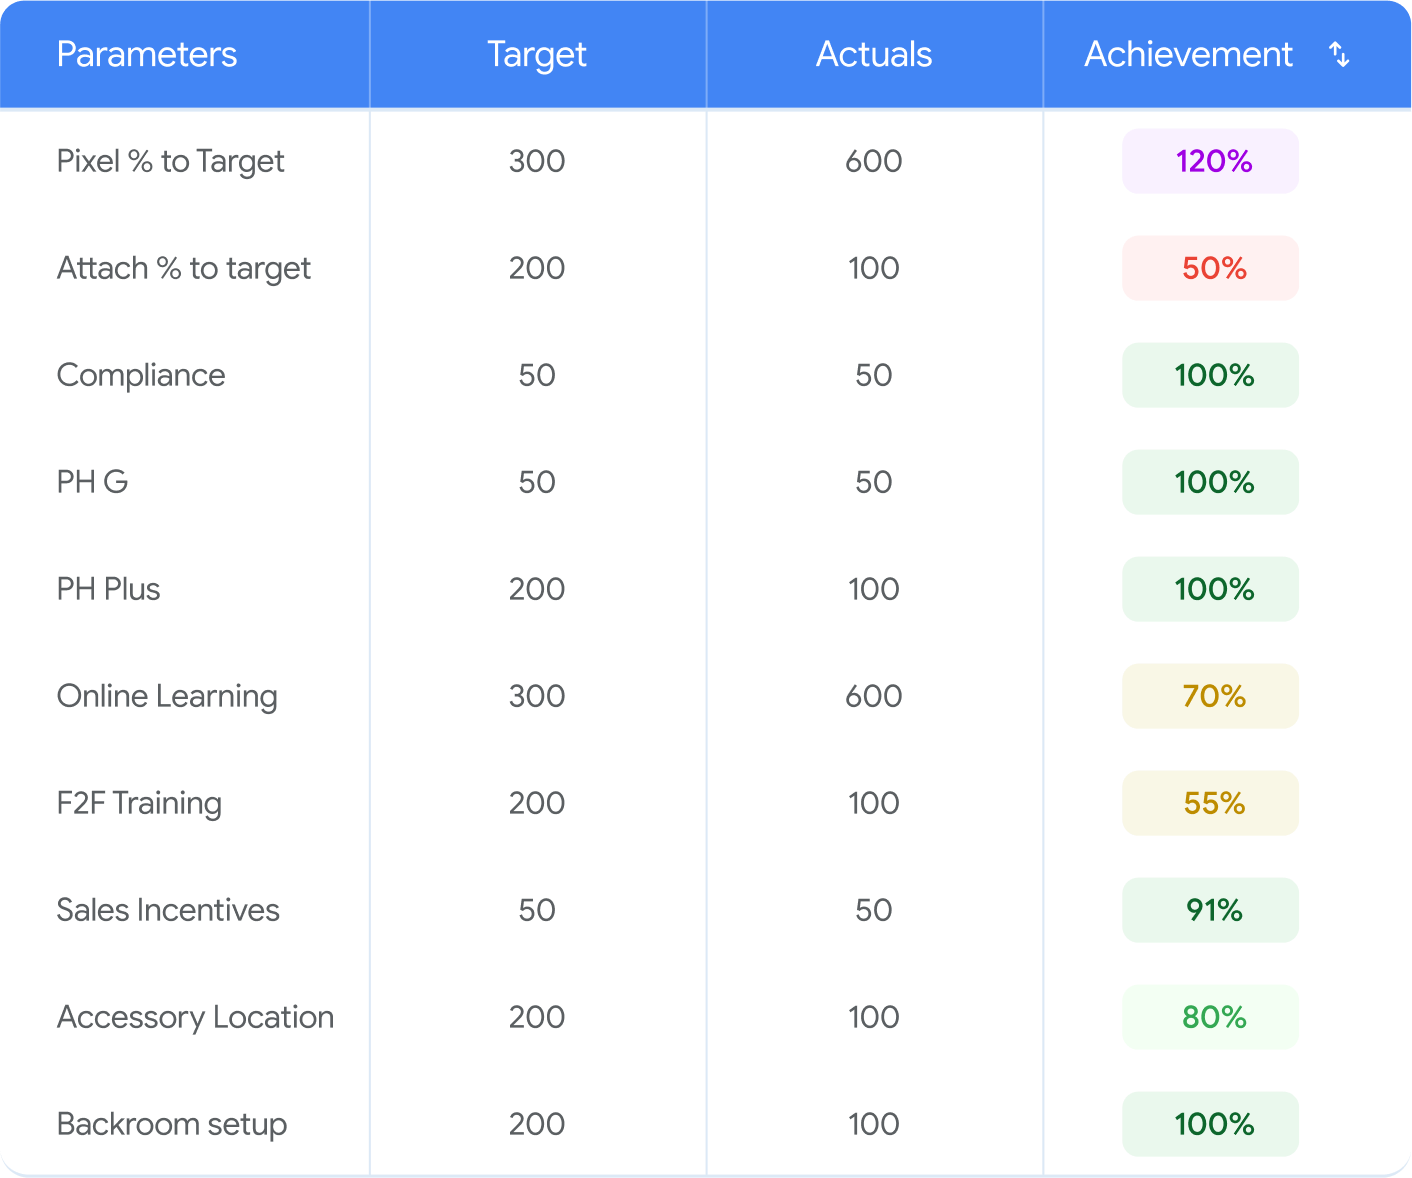 Parameters Target Actuals Achievement
Pixel % to Target 300 600 120%
Attach % to target 200 100 50%
Compliance 50 50 100%
PH G 50 50 100%
PH Plus 200 100 100%
Online Learning 300 600 70%
F2F Training 200 100 55%
Sales Incentives 50 50 91%
Accessory Location 200 100 80%
Backroom setup 200 100 100%